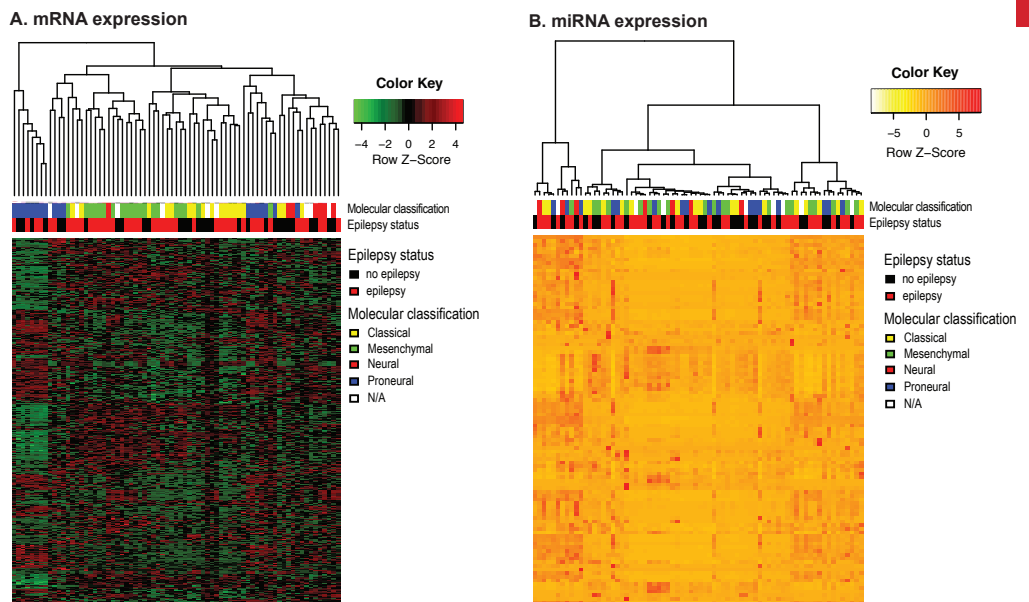 A. mRNA expression
Color Key
−4 −2 0 2 4
Row Z−Score
Molecular classification
Epilepsy status
Epilepsy status
no epilepsy
epilepsy
Molecular classification
Classical
Mesenchymal
Neural
Proneural
N/A
B. miRNA expression
Color Key
−5 0 5
Row Z−Score
Molecular classification
Epilepsy status
Epilepsy status
no epilepsy
epilepsy
Molecular classification
Classical
Mesenchymal
Neural
Proneural
N/A